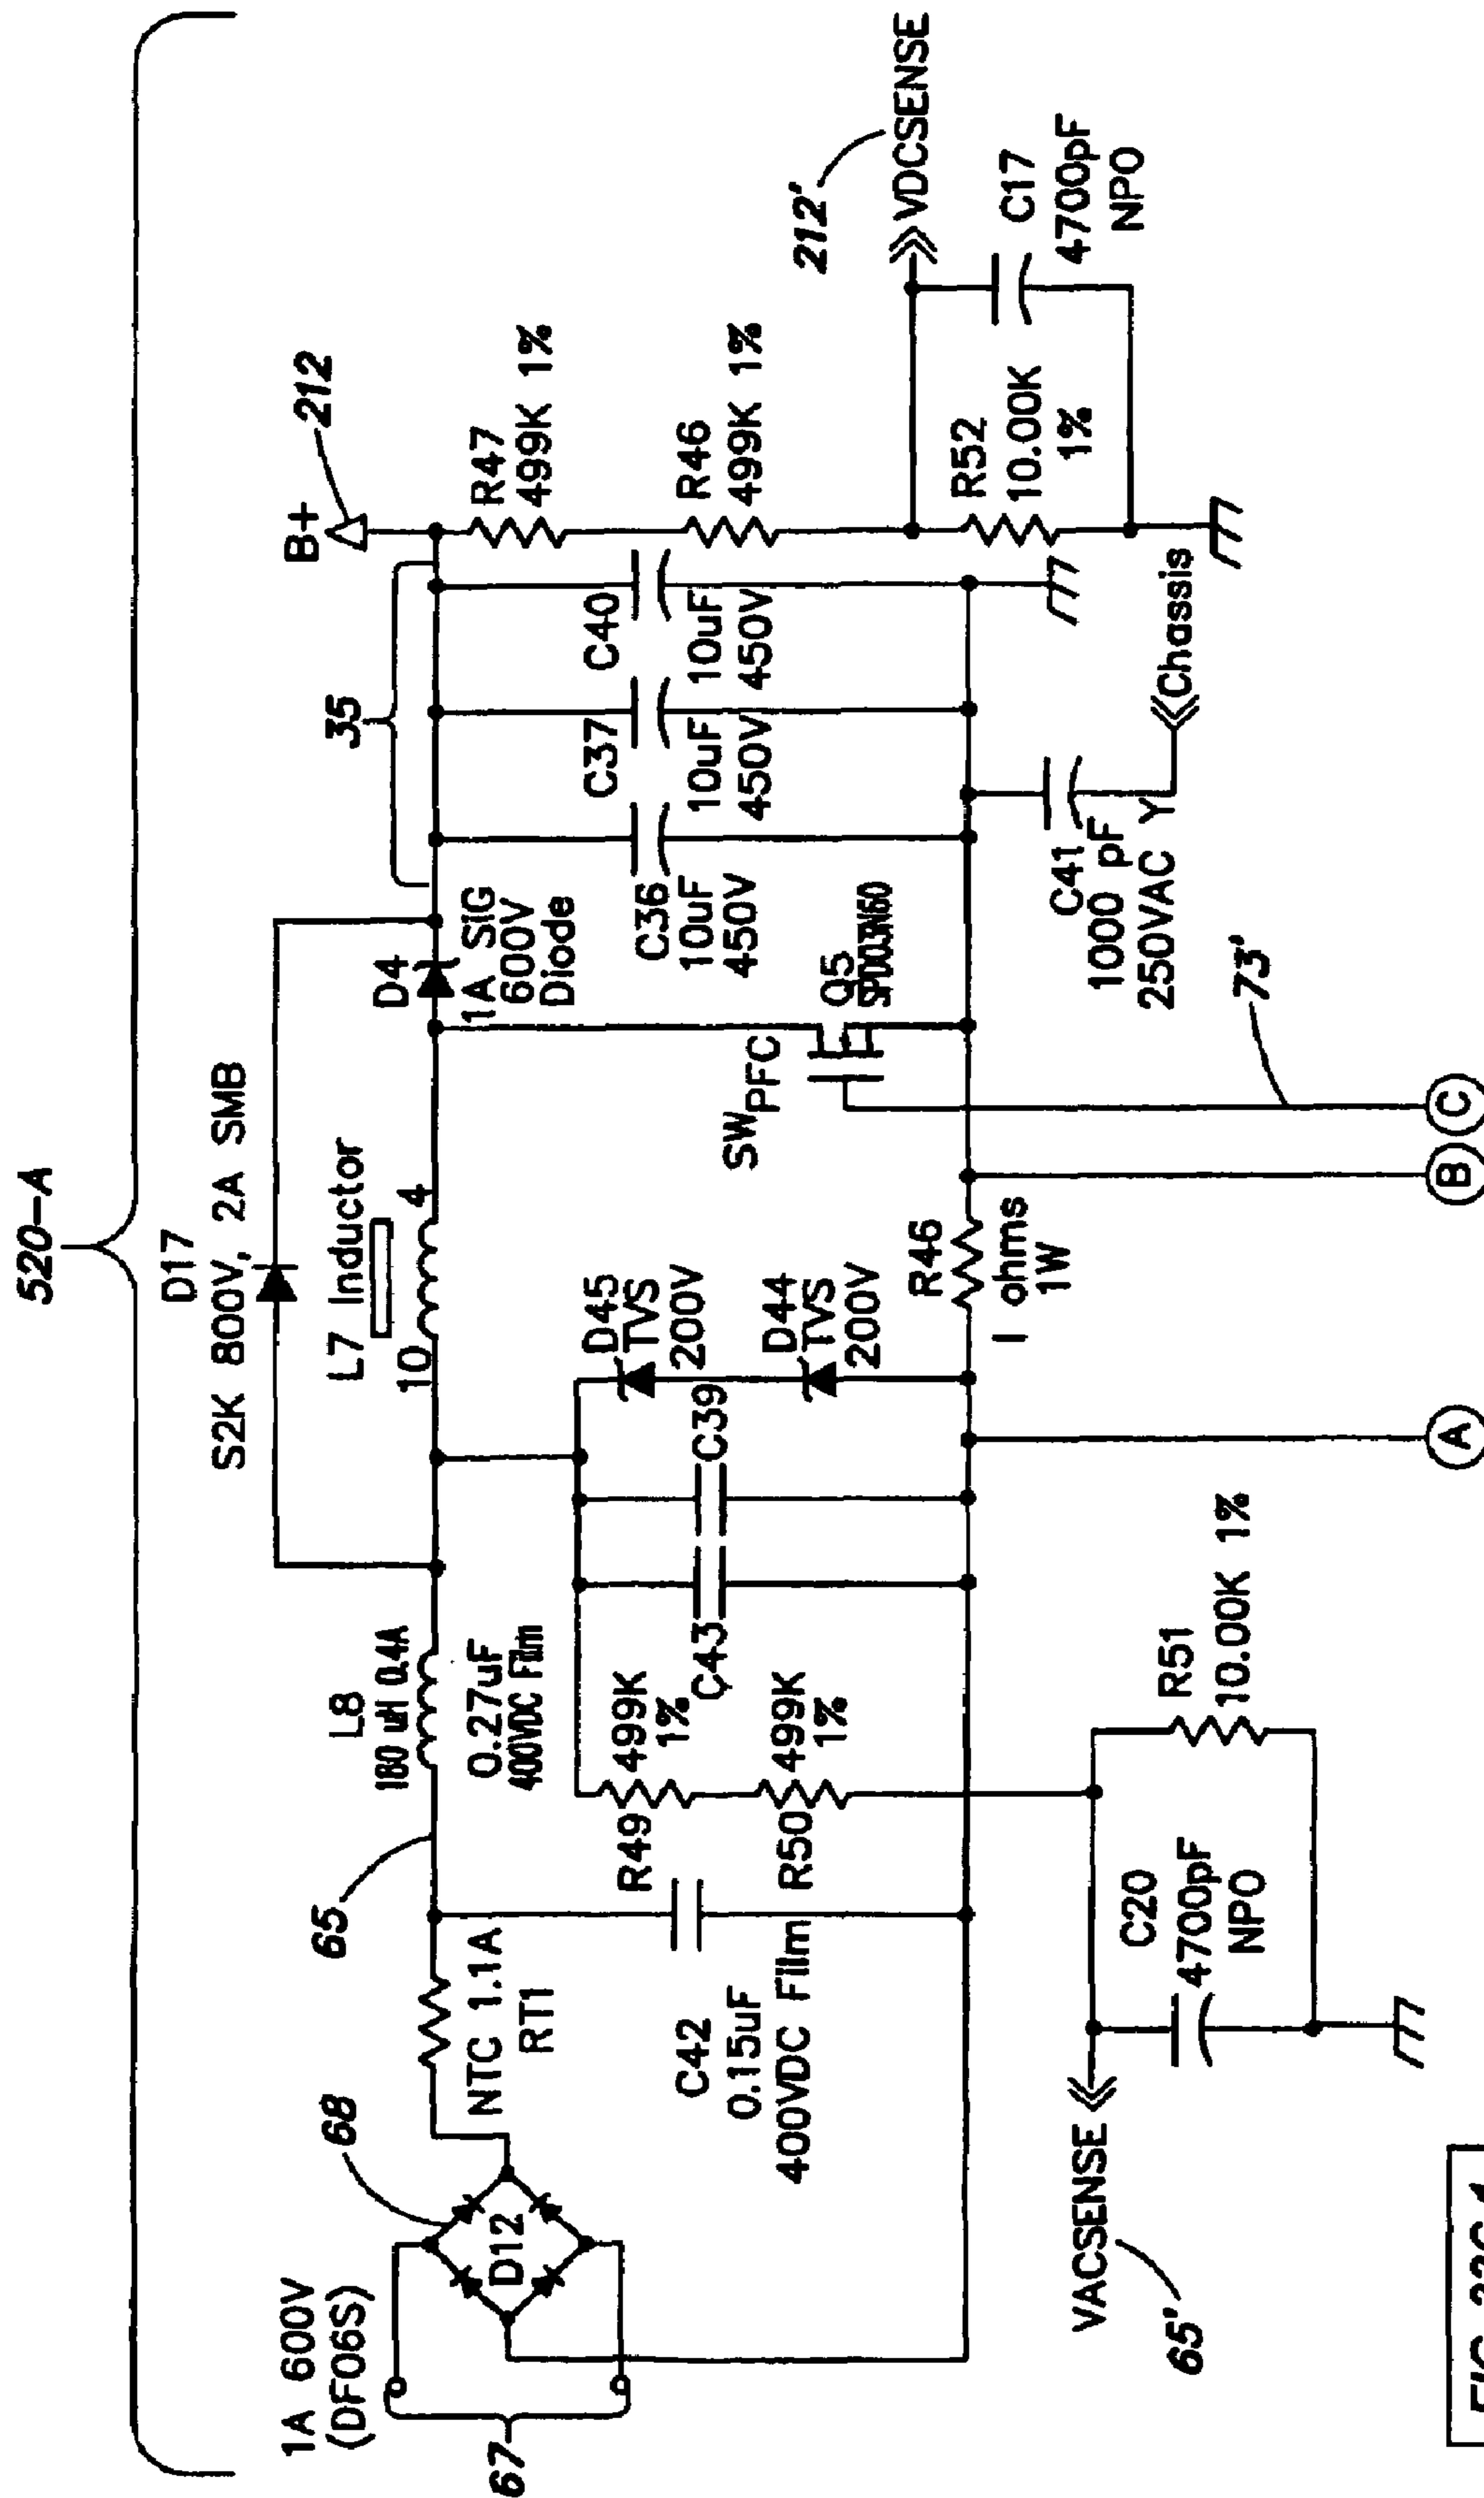 520-A
D17
S2K 800V, 2A SMB
L7 Inductor
10
4
B+
212
35
D4
1A SIG
600V
Diode
R47
499K 1%
R46
499K 1%
212'
VDCSENSE
C17
4700pF
NPO
R52
10.00K
1%
C40
10uF
450V
C37
10uF
450V
C36
10uF
450V
Chassis
C41
1000 pF
250VAC Y
Q5
SW PFC
73'
C
B
A
R46
1 ohms
1W
D45
TVS
200V
D44
TVS
200V
C39
C43
L8
180 uH 0.4A
0.27uF
400VDC Film
65
R49
499K
1%
R50
499K
1%
R51
10.00K 1%
C20
4700pF
NPO
VACSENSE
65'
NTC 1.1A
RT1
C42
0.15uF
400VDC Film
68
D12
1A 600V
(DF06S)
67